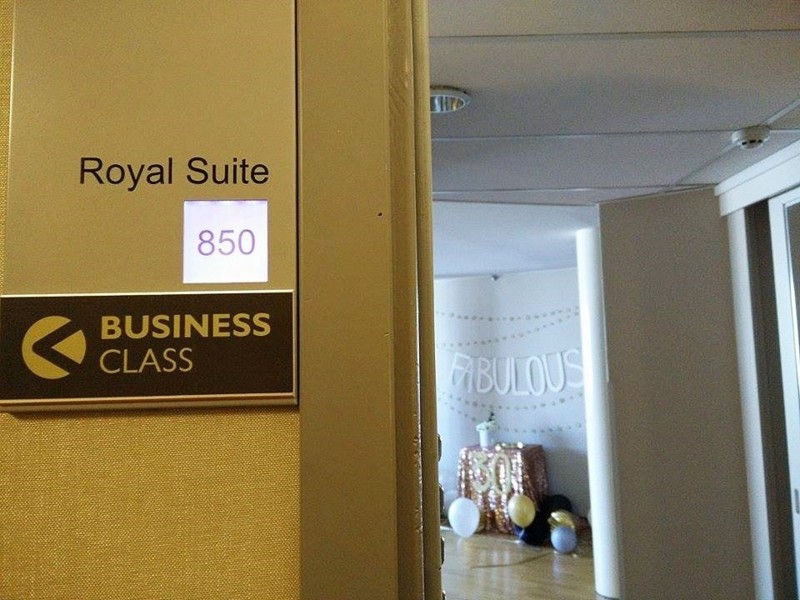 Royal Suite
850
BUSINESS
CLASS
FABULOUS
30